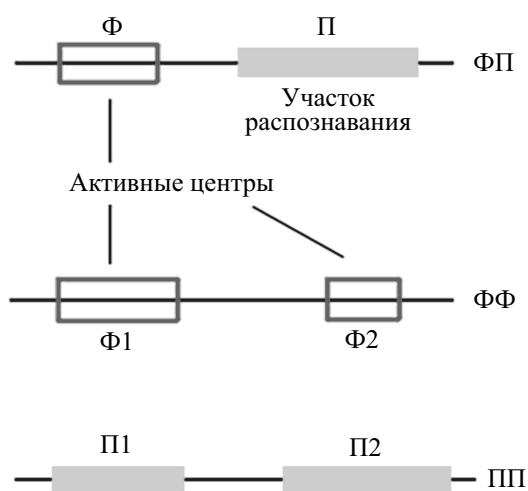 Ф П
ФП
Участок
распознавания
Активные центры
ФФ
Ф1 Ф2
П1 П2
ПП